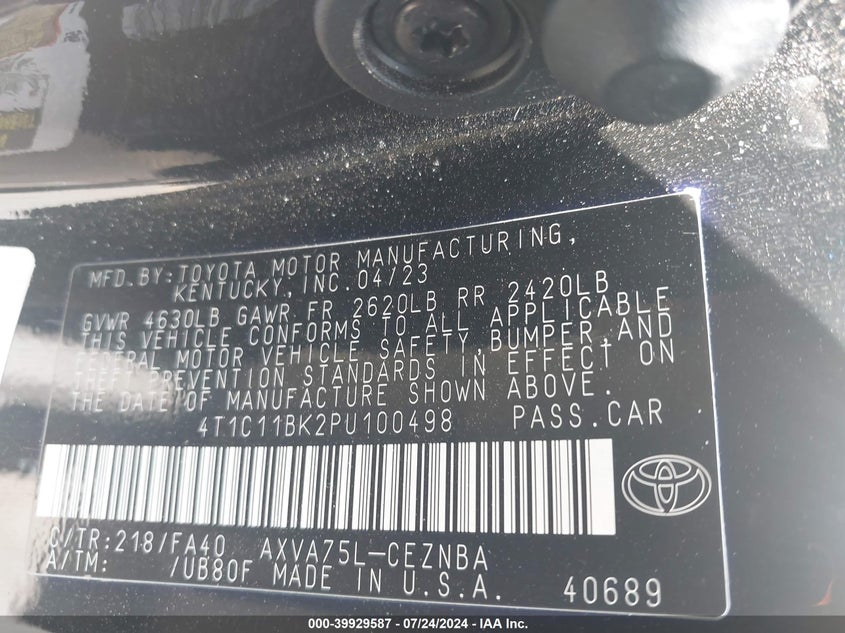 MFD.BY:TOYOTA MOTOR MANUFACTURING,
KENTUCKY,INC.04/23
GVWR 4630LB GAWR FR 2620LB RR 2420LB
THIS VEHICLE CONFORMS TO ALL APPLICABLE
FEDERAL MOTOR VEHICLE SAFETY,BUMPER,AND
THEFT PREVENTION STANDARDS IN EFFECT ON
THE DATE OF MANUFACTURE SHOWN ABOVE.
4T1C11BK2PU100498 PASS.CAR
C/TR:218/FA40 AXVA75L-CEZNBA
A/TM: /UB80F MADE IN U.S.A.
40689
000-39929587 - 07/24/2024 - IAA Inc.